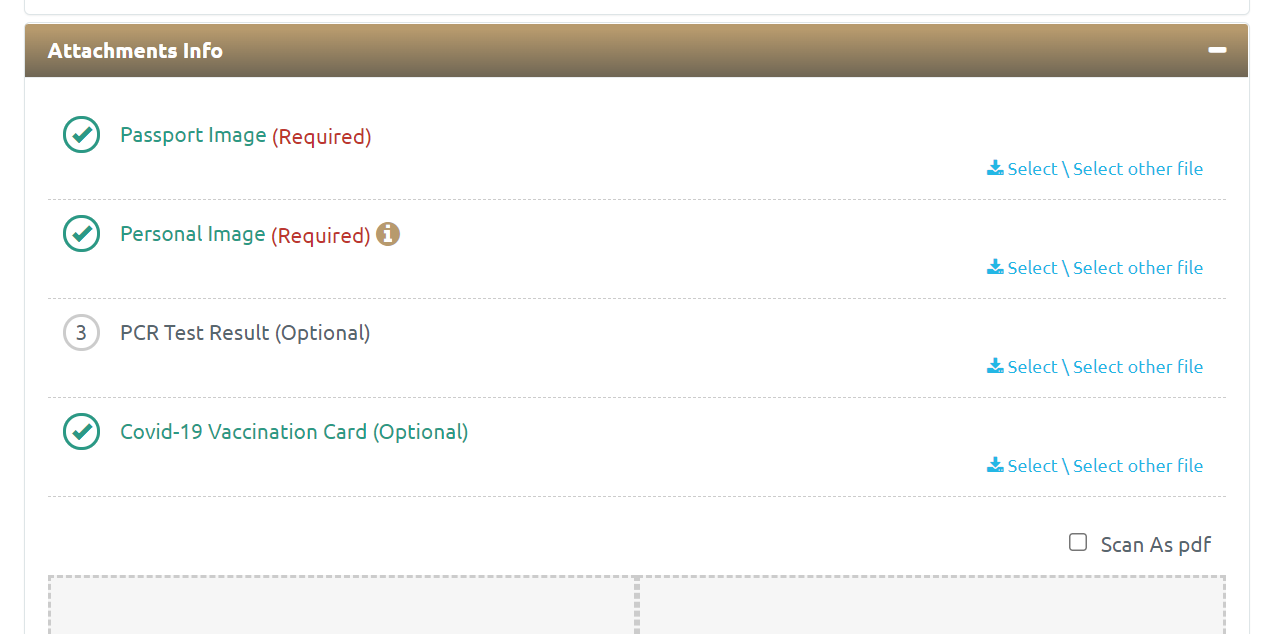 Attachments Info
Passport Image (Required)
Select \ Select other file
Personal Image (Required)
Select \ Select other file
3 PCR Test Result (Optional)
Select \ Select other file
Covid-19 Vaccination Card (Optional)
Select \ Select other file
Scan As pdf